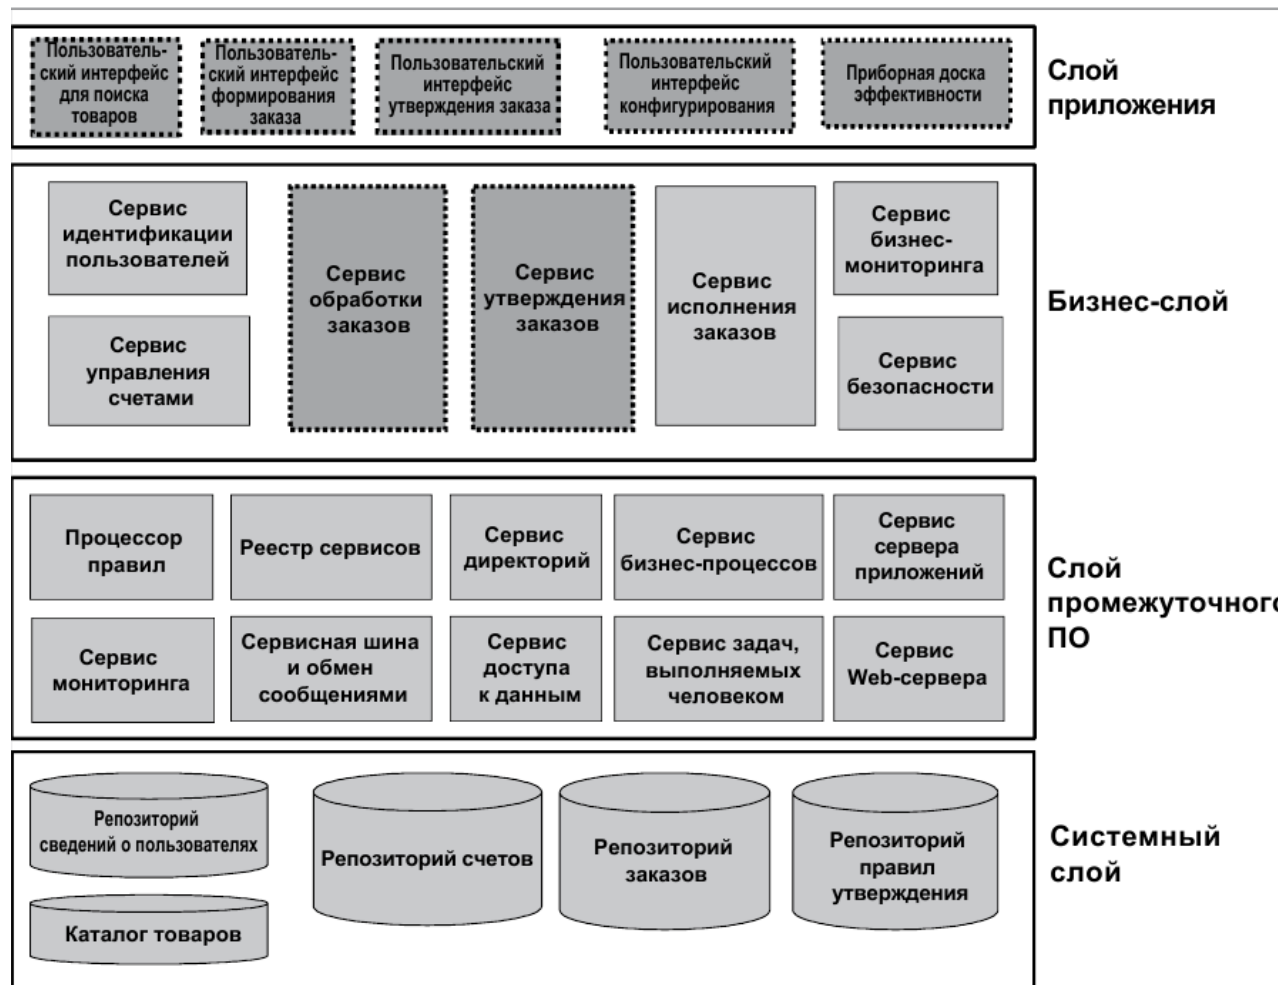 Пользователь-
ский интерфейс
для поиска
товаров
Пользователь-
ский интерфейс
формирования
заказа
Пользовательский
интерфейс
утверждения заказа
Пользовательский
интерфейс
конфигурирования
Приборная доска
эффективности
Слой
приложения
Сервис
идентификации
пользователей
Сервис
управления
счетами
Сервис
обработки
заказов
Сервис
утверждения
заказов
Сервис
исполнения
заказов
Сервис
бизнес-
мониторинга
Сервис
безопасности
Бизнес-слой
Процессор
правил
Реестр сервисов
Сервис
директорий
Сервис
бизнес-процессов
Сервис
сервера
приложений
Сервис
мониторинга
Сервисная шина
и обмен
сообщениями
Сервис
доступа
к данным
Сервис задач,
выполняемых
человеком
Сервис
Web-сервера
Слой
промежуточного
ПО
Репозиторий
сведений о пользователях
Каталог товаров
Репозиторий счетов
Репозиторий
заказов
Репозиторий
правил
утверждения
Системный
слой